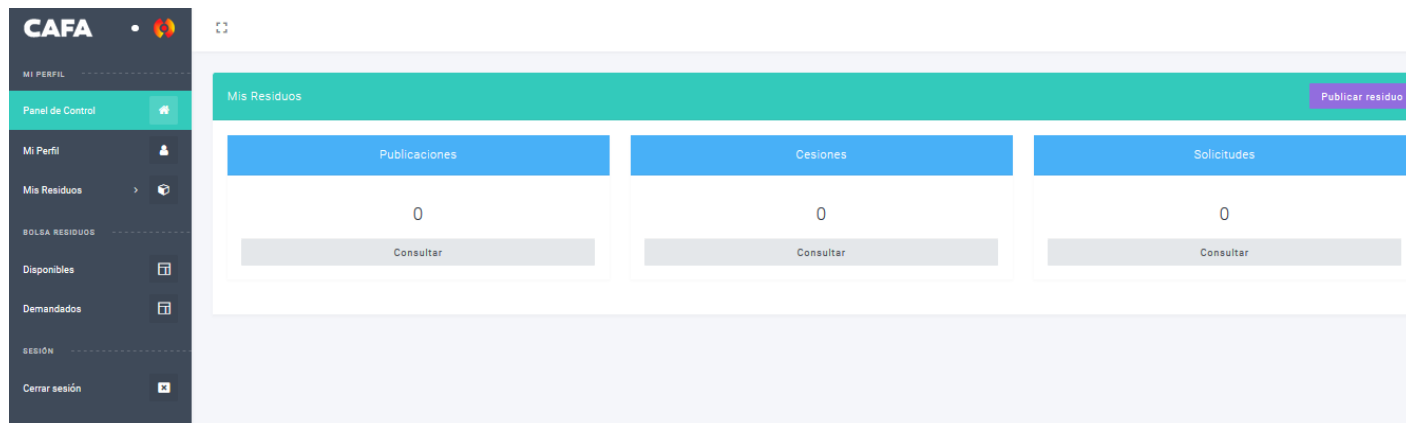 CAFA
MI PERFIL
Panel de Control
Mi Perfil
Mis Residuos
BOLSA RESIDUOS
Disponibles
Demandados
SESIÓN
Cerrar sesión
Mis Residuos
Publicar residuo
Publicaciones
0
Consultar
Cesiones
0
Consultar
Solicitudes
0
Consultar